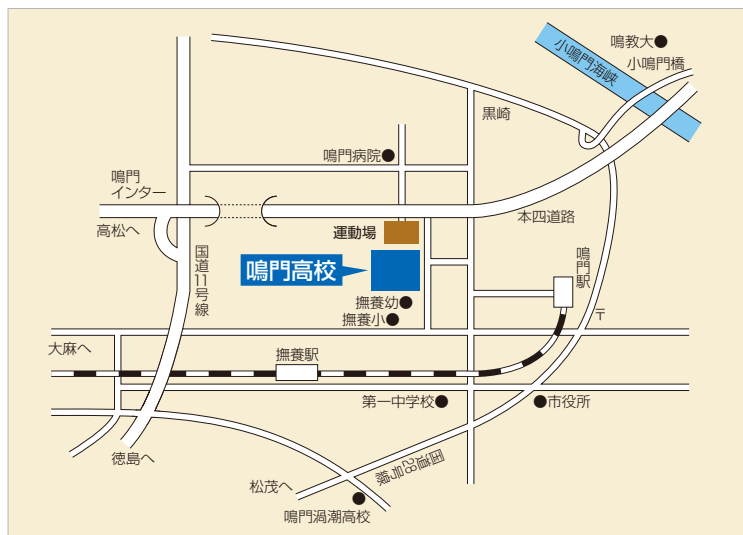 鳴教大
小鳴門海峡
小鳴門橋
黒崎
鳴門病院
鳴門
インター
高松へ
運動場
本四道路
国道11号線
鳴門高校
鳴門駅
撫養幼
撫養小
〒
大麻へ
撫養駅
第一中学校
市役所
徳島へ
国道28号線
松茂へ
鳴門渦潮高校